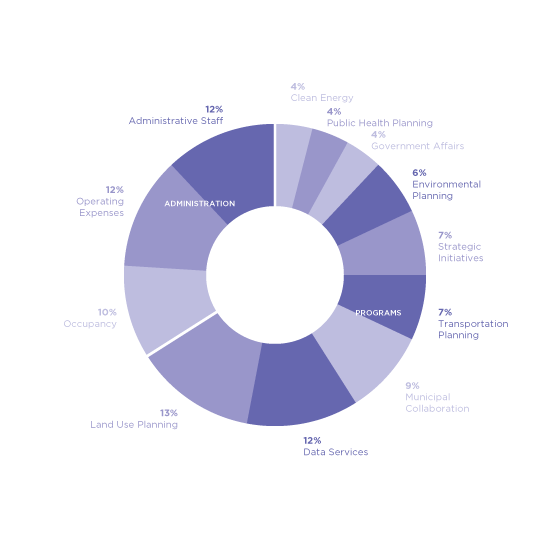 4%
Clean Energy
4%
Public Health Planning
4%
Government Affairs
6%
Environmental
Planning
7%
Strategic
Initiatives
7%
Transportation
Planning
9%
Municipal
Collaboration
12%
Data Services
13%
Land Use Planning
10%
Occupancy
12%
Operating
Expenses
12%
Administrative Staff
ADMINISTRATION
PROGRAMS